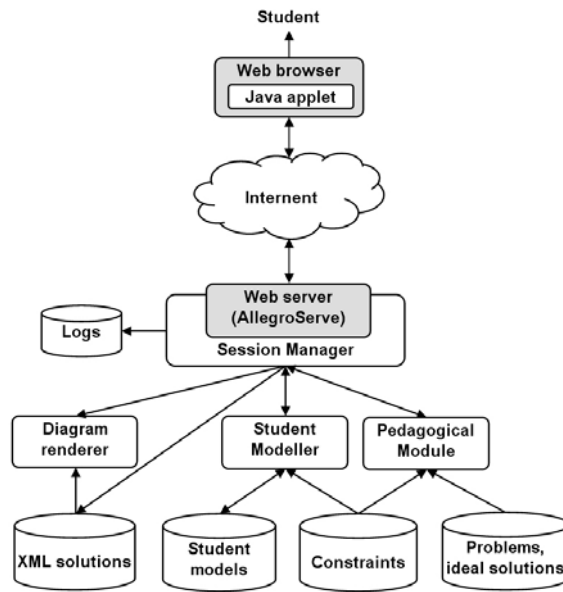 Student
Web browser
Java applet
Internent
Web server
(AllegroServe)
Logs
Session Manager
Diagram
renderer
Student
Modeller
Pedagogical
Module
XML solutions
Student
models
Constraints
Problems,
ideal solutions